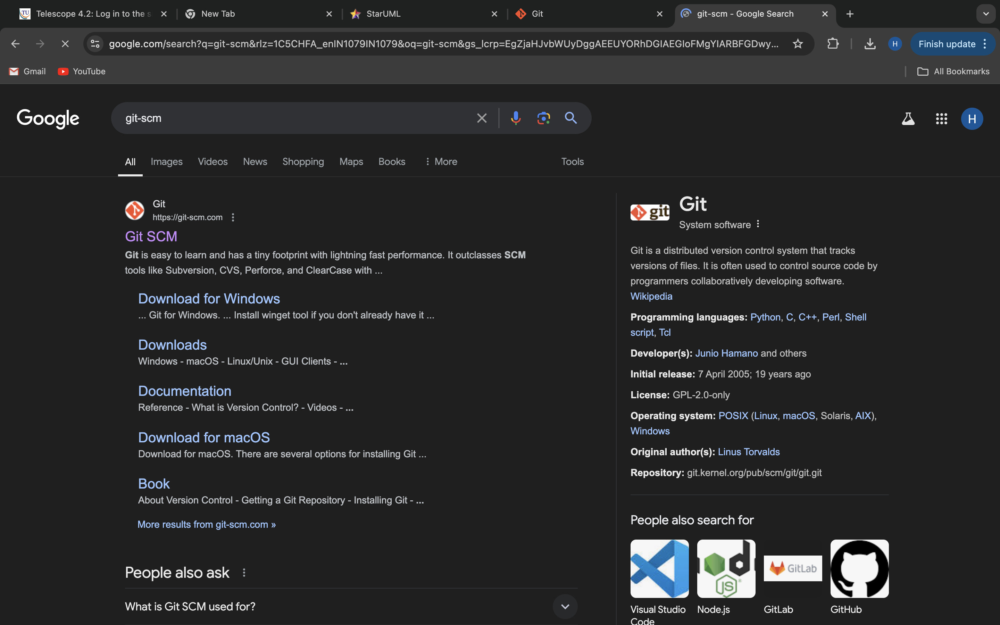 Telescope 4.2: Log in to the s
New Tab
StarUML
Git
git-scm - Google Search
google.com/search?q=git-scm&rlz=1C5CHFA_enIN1079IN1079&oq=git-scm&gs_lcrp=EgZjaHJvbWUyDggAEEUYORhDGIAEGIoFMgYIARBFGDwy...
H
Finish update
Gmail
YouTube
All Bookmarks
Google
git-scm
H
All
Images
Videos
News
Shopping
Maps
Books
More
Tools
Git
https://git-scm.com
Git SCM
Git is easy to learn and has a tiny footprint with lightning fast performance. It outclasses SCM
tools like Subversion, CVS, Perforce, and ClearCase with ...
Download for Windows
... Git for Windows. ... Install winget tool if you don't already have it ...
Downloads
Windows - macOS - Linux/Unix - GUI Clients - ...
Documentation
Reference - What is Version Control? - Videos - ...
Download for macOS
Download for macOS. There are several options for installing Git ...
Book
About Version Control - Getting a Git Repository - Installing Git - ...
More results from git-scm.com »
People also ask
What is Git SCM used for?
git
Git
System software
Git is a distributed version control system that tracks
versions of files. It is often used to control source code by
programmers collaboratively developing software.
Wikipedia
Programming languages: Python, C, C++, Perl, Shell
script, Tcl
Developer(s): Junio Hamano and others
Initial release: 7 April 2005; 19 years ago
License: GPL-2.0-only
Operating system: POSIX (Linux, macOS, Solaris, AIX),
Windows
Original author(s): Linus Torvalds
Repository: git.kernel.org/pub/scm/git/git.git
People also search for
JS
GitLab
Visual Studio
Code
Node.js
GitLab
GitHub